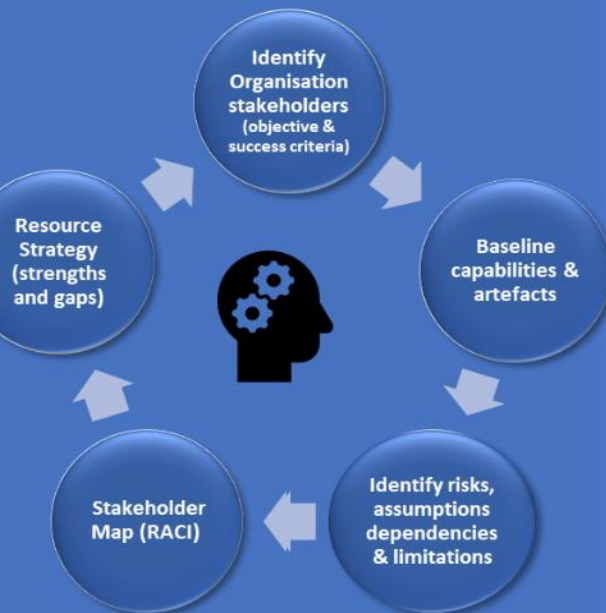 Identify
Organisation
stakeholders
(objective &
success criteria)
Baseline
capabilities &
artefacts
Identify risks,
assumptions
dependencies
& limitations
Stakeholder
Map (RACI)
Resource
Strategy
(strengths
and gaps)